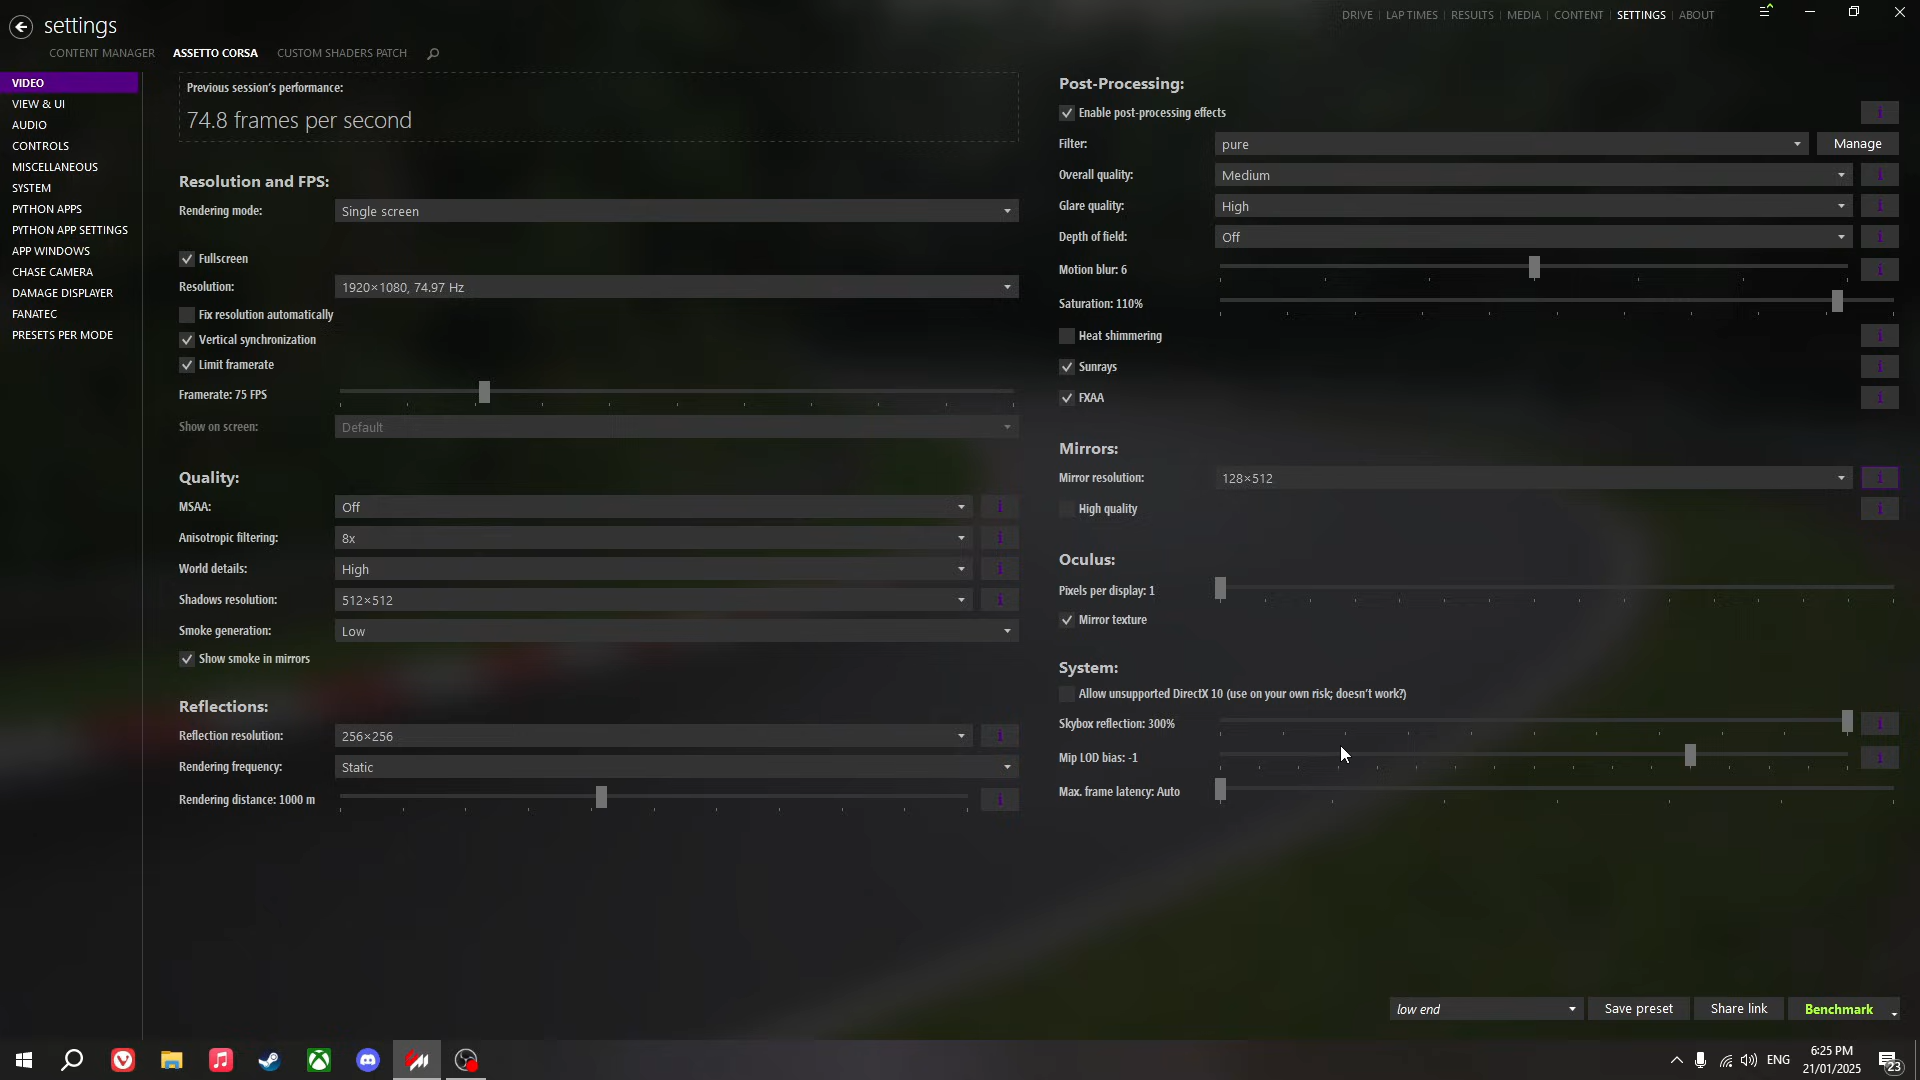 settings
DRIVE | LAP TIMES | RESULTS | MEDIA | CONTENT | SETTINGS | ABOUT
CONTENT MANAGER ASSETTO CORSA CUSTOM SHADERS PATCH
VIDEO
VIEW & UI
AUDIO
CONTROLS
MISCELLANEOUS
SYSTEM
PYTHON APPS
PYTHON APP SETTINGS
APP WINDOWS
CHASE CAMERA
DAMAGE DISPLAYER
FANATEC
PRESETS PER MODE
Previous session's performance:
74.8 frames per second
Resolution and FPS:
Rendering mode: Single screen
Fullscreen
Resolution: 1920×1080, 74.97 Hz
Fix resolution automatically
Vertical synchronization
Limit framerate
Framerate: 75 FPS
Show on screen: Default
Quality:
MSAA: Off i
Anisotropic filtering: 8x i
World details: High i
Shadows resolution: 512×512 i
Smoke generation: Low
Show smoke in mirrors
Reflections:
Reflection resolution: 256×256 i
Rendering frequency: Static
Rendering distance: 1000 m i
Post-Processing:
Enable post-processing effects i
Filter: pure Manage
Overall quality: Medium i
Glare quality: High i
Depth of field: Off i
Motion blur: 6 i
Saturation: 110%
Heat shimmering i
Sunrays i
FXAA i
Mirrors:
Mirror resolution: 128×512 i
High quality i
Oculus:
Pixels per display: 1
Mirror texture
System:
Allow unsupported DirectX 10 (use on your own risk; doesn't work?)
Skybox reflection: 300% i
Mip LOD bias: -1 i
Max. frame latency: Auto
low end Save preset Share link Benchmark
ENG
6:25 PM
21/01/2025
23